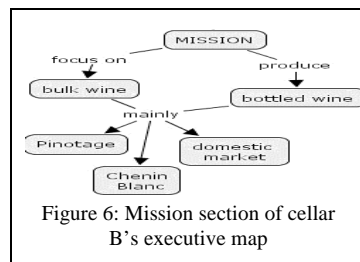 MISSION
focus on
produce
bulk wine
bottled wine
mainly
Pinotage
domestic
market
Chenin
Blanc
Figure 6: Mission section of cellar
B's executive map